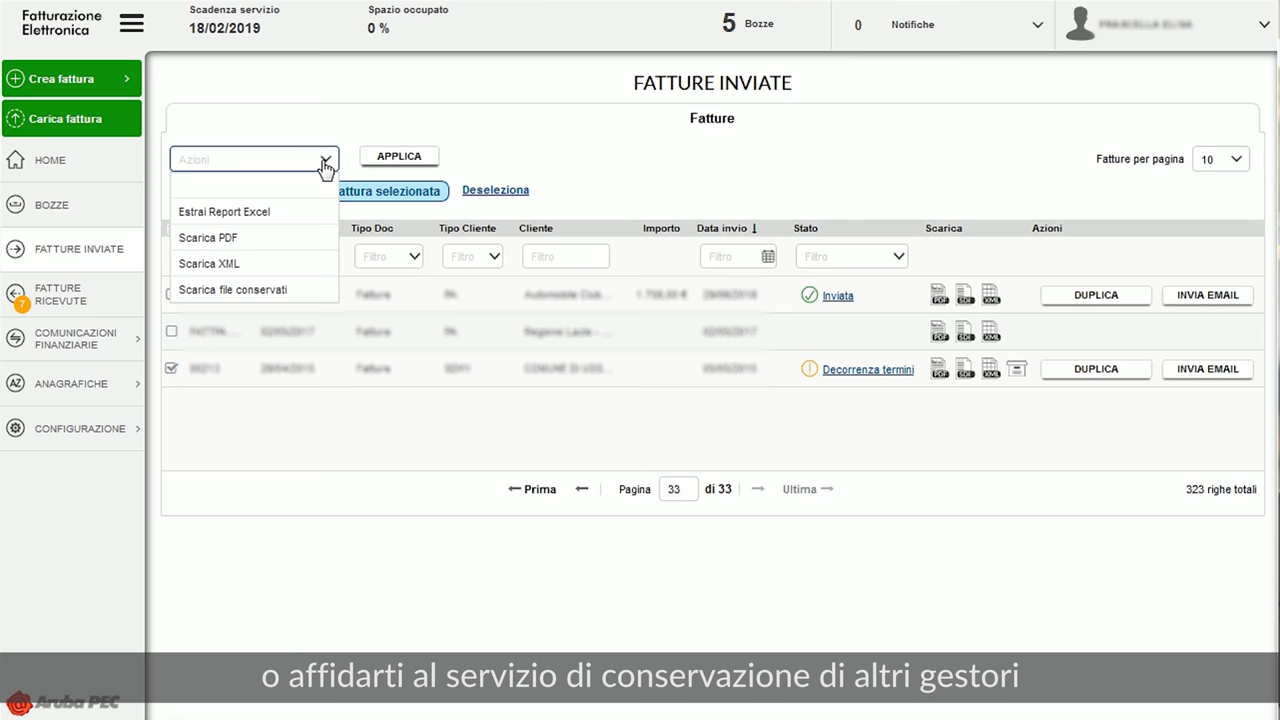 Fatturazione
Elettronica
Scadenza servizio
18/02/2019
Spazio occupato
0 %
5 Bozze
0 Notifiche
Crea fattura
Carica fattura
HOME
BOZZE
FATTURE INVIATE
FATTURE
RICEVUTE
7
COMUNICAZIONI
FINANZIARIE
ANAGRAFICHE
CONFIGURAZIONE
FATTURE INVIATE
Fatture
Azioni
APPLICA
Fatture per pagina 10
attura selezionata Deseleziona
Estrai Report Excel
Scarica PDF
Scarica XML
Scarica file conservati
Tipo Doc Tipo Cliente Cliente Importo Data invio Stato Scarica Azioni
Filtro Filtro Filtro Filtro Filtro
Fattura PA Automobile Club... Inviata PDF SDI XML DUPLICA INVIA EMAIL
Fattura PA Regione Lazio - ... PDF SDI XML
Fattura Decorrenza termini PDF SDI XML DUPLICA INVIA EMAIL
Prima Pagina 33 di 33 Ultima 323 righe totali
o affidarti al servizio di conservazione di altri gestori
Aruba PEC